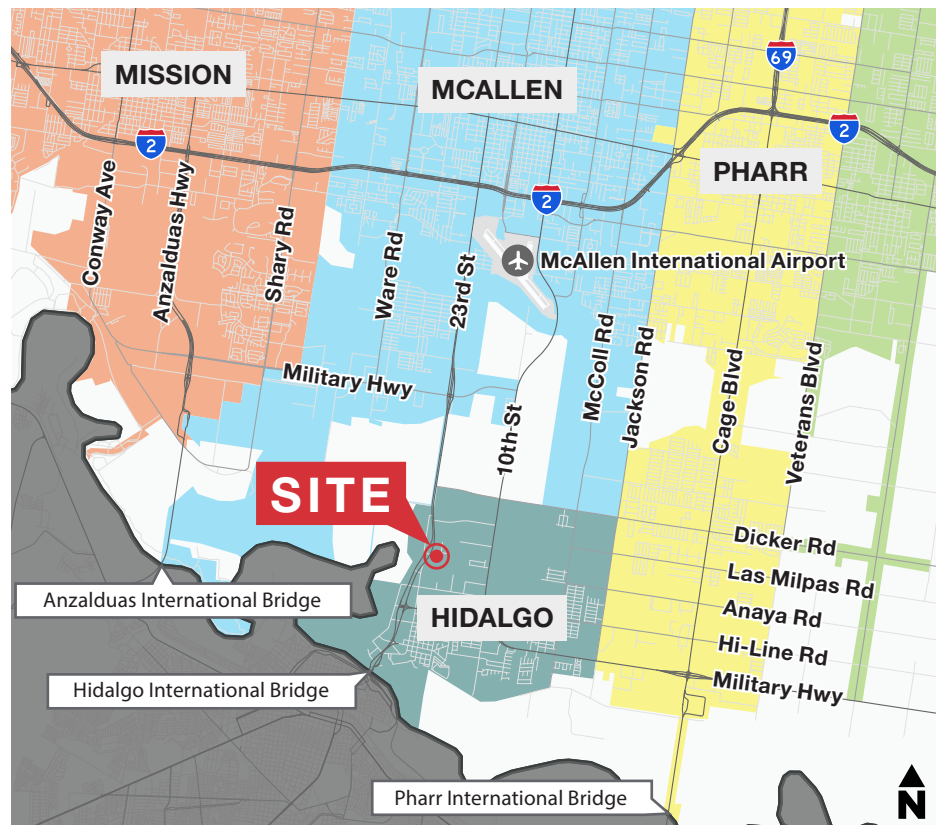 MISSION
MCALLEN
69
2
2
PHARR
2
Conway Ave
Anzalduas Hwy
Shary Rd
Ware Rd
23rd St
McAllen International Airport
Military Hwy
10th St
McColl Rd
Jackson Rd
Cage Blvd
Veterans Blvd
SITE
Dicker Rd
Las Milpas Rd
Anzalduas International Bridge
Anaya Rd
HIDALGO
Hi-Line Rd
Hidalgo International Bridge
Military Hwy
Pharr International Bridge
N